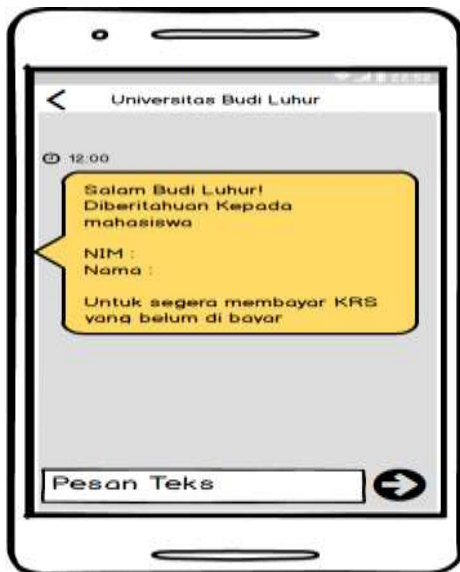 Universitas Budi Luhur
12:00
Salam Budi Luhur!
Diberitahuan Kepada
mahasiswa
NIM :
Nama :
Untuk segera membayar KRS
yang belum di bayar
Pesan Teks